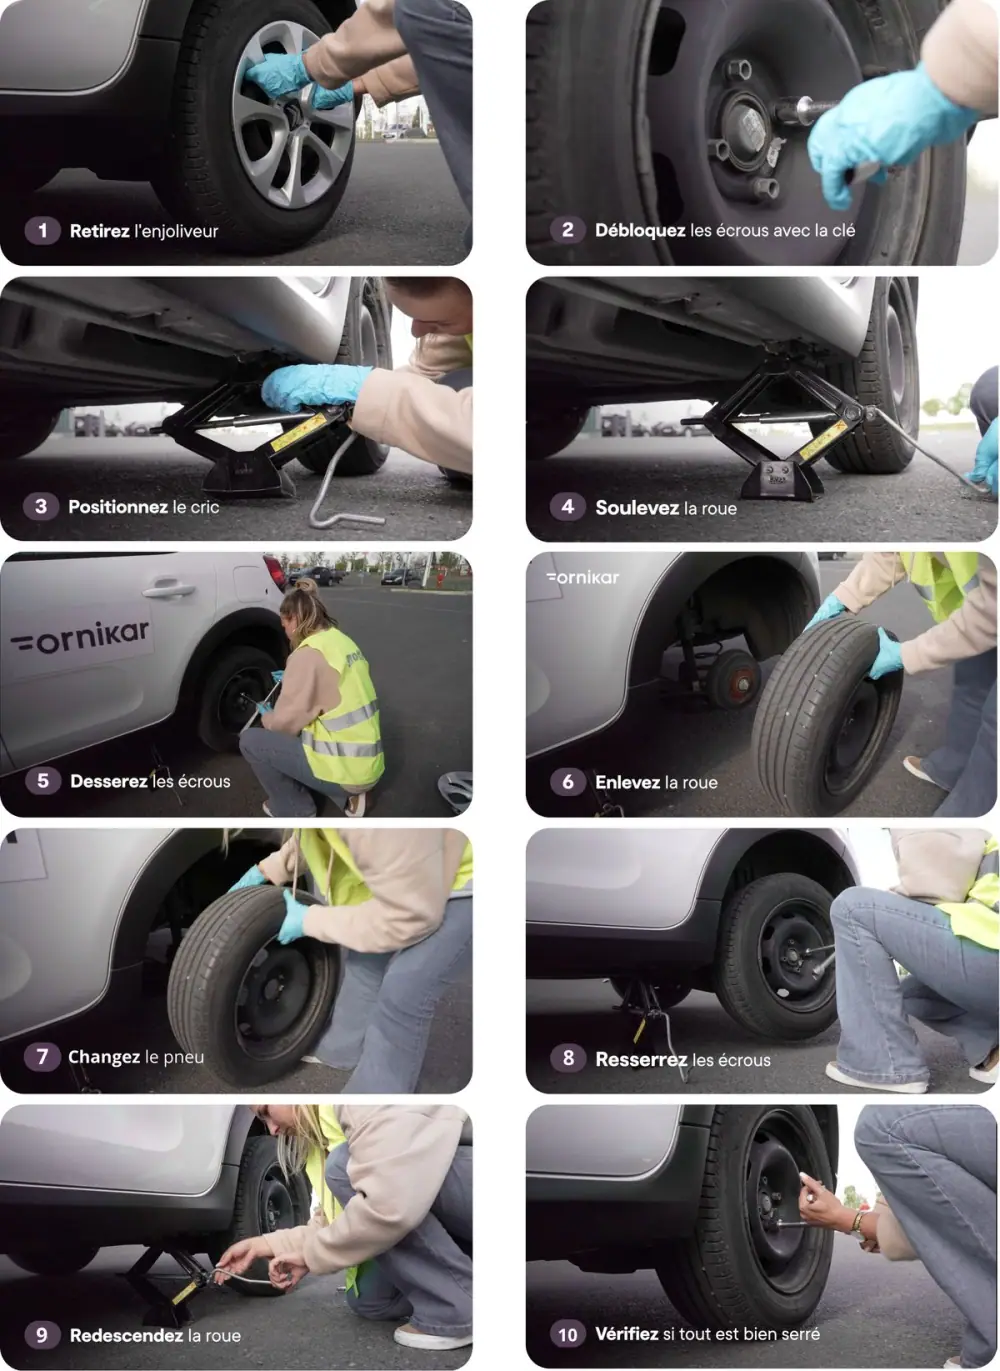 1 Retirez l'enjoliveur
2 Débloquez les écrous avec la clé
3 Positionnez le cric
4 Soulevez la roue
ornikar
5 Desserez les écrous
ornikar
6 Enlevez la roue
7 Changez le pneu
8 Resserrez les écrous
9 Redescendez la roue
10 Vérifiez si tout est bien serré